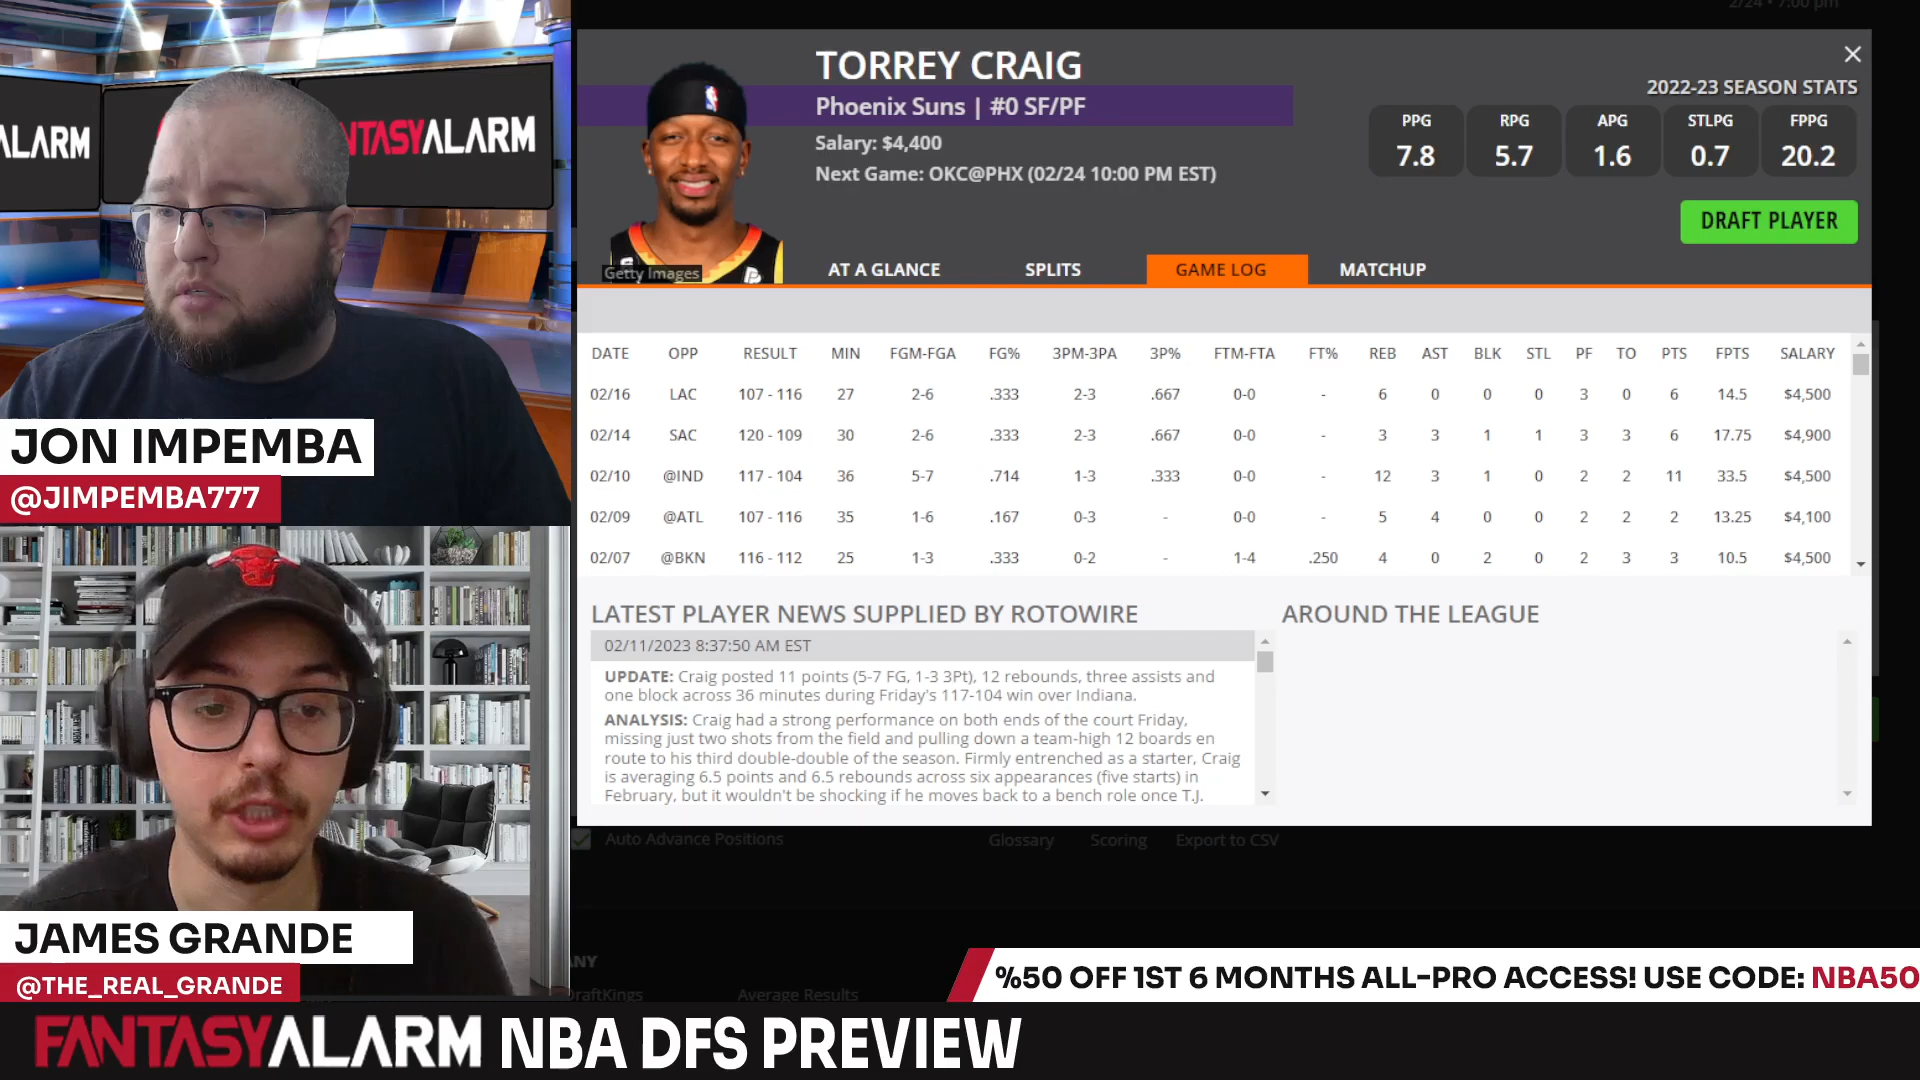 2/24 • 7:00 pm
TORREY CRAIG
Phoenix Suns | #0 SF/PF
Salary: $4,400
Next Game: OKC@PHX (02/24 10:00 PM EST)
Getty Images
2022-23 SEASON STATS
PPG RPG APG STLPG FPPG
7.8 5.7 1.6 0.7 20.2
DRAFT PLAYER
AT A GLANCE SPLITS GAME LOG MATCHUP
DATE OPP RESULT MIN FGM-FGA FG% 3PM-3PA 3P% FTM-FTA FT% REB AST BLK STL PF TO PTS FPTS SALARY
02/16 LAC 107 - 116 27 2-6 .333 2-3 .667 0-0 - 6 0 0 0 3 0 6 14.5 $4,500
02/14 SAC 120 - 109 30 2-6 .333 2-3 .667 0-0 - 3 3 1 1 3 3 6 17.75 $4,900
02/10 @IND 117 - 104 36 5-7 .714 1-3 .333 0-0 - 12 3 1 0 2 2 11 33.5 $4,500
02/09 @ATL 107 - 116 35 1-6 .167 0-3 - 0-0 - 5 4 0 0 2 2 2 13.25 $4,100
02/07 @BKN 116 - 112 25 1-3 .333 0-2 - 1-4 .250 4 0 2 0 2 3 3 10.5 $4,500
LATEST PLAYER NEWS SUPPLIED BY ROTOWIRE
02/11/2023 8:37:50 AM EST
UPDATE: Craig posted 11 points (5-7 FG, 1-3 3Pt), 12 rebounds, three assists and
one block across 36 minutes during Friday's 117-104 win over Indiana.
ANALYSIS: Craig had a strong performance on both ends of the court Friday,
missing just two shots from the field and pulling down a team-high 12 boards en
route to his third double-double of the season. Firmly entrenched as a starter, Craig
is averaging 6.5 points and 6.5 rebounds across six appearances (five starts) in
February, but it wouldn't be shocking if he moves back to a bench role once T.J.
AROUND THE LEAGUE
Auto Advance Positions
Glossary Scoring Export to CSV
ANY
DraftKings Average Results
ALARM
FANTASYALARM
JON IMPEMBA
@JIMPEMBA777
JAMES GRANDE
@THE_REAL_GRANDE
%50 OFF 1ST 6 MONTHS ALL-PRO ACCESS! USE CODE: NBA50
FANTASYALARM NBA DFS PREVIEW